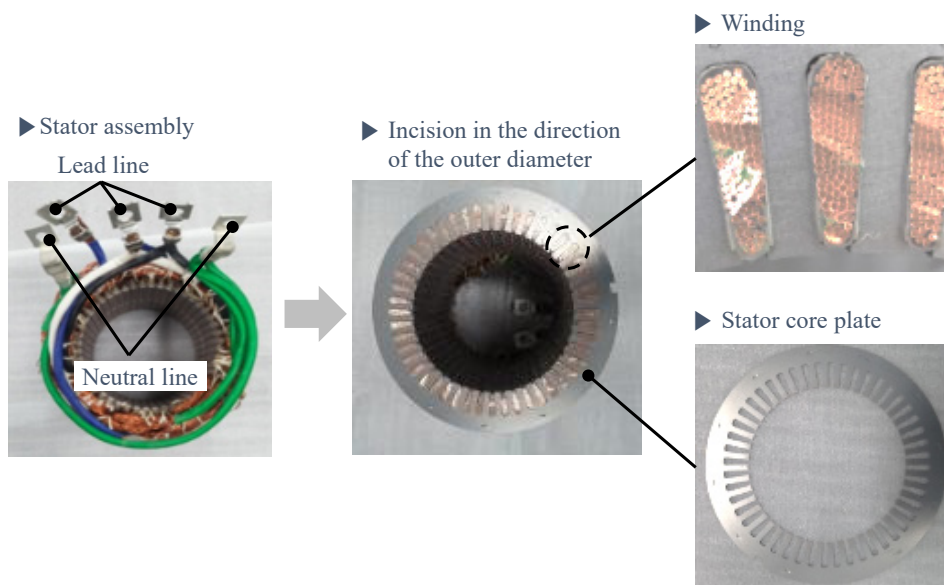 ▶ Stator assembly
Lead line
Neutral line
▶ Incision in the direction
of the outer diameter
▶ Winding
▶ Stator core plate